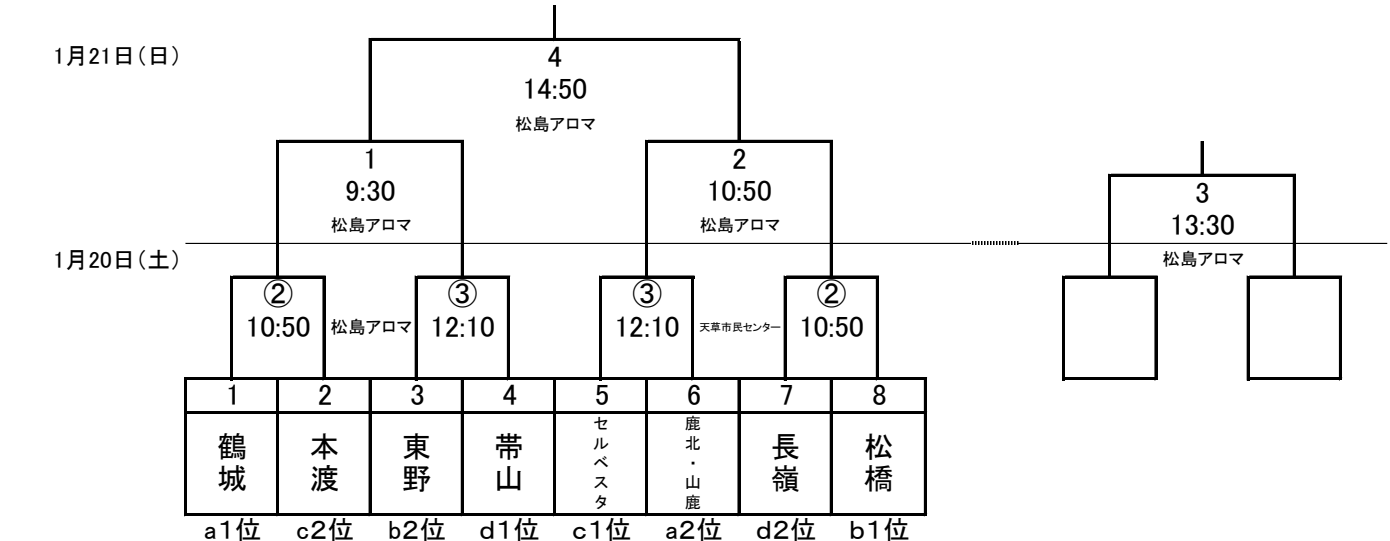 1月21日（日）
4
14:50
松島アロマ
1
9:30
松島アロマ
2
10:50
松島アロマ
3
13:30
松島アロマ
1月20日（土）
②
10:50
松島アロマ
③
12:10
③
12:10
天草市民センター
②
10:50
1 2 3 4 5 6 7 8
鶴城
本渡
東野
帯山
セルベスタ
鹿北・山鹿
長嶺
松橋
a1位 c2位 b2位 d1位 c1位 a2位 d2位 b1位